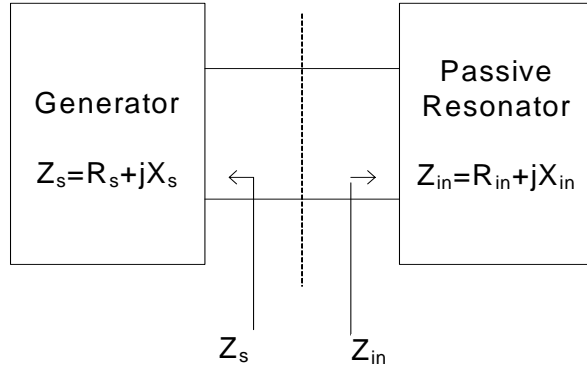 Generator
Zs=Rs+jXs
Passive
Resonator
Zin=Rin+jXin
Zs
Zin